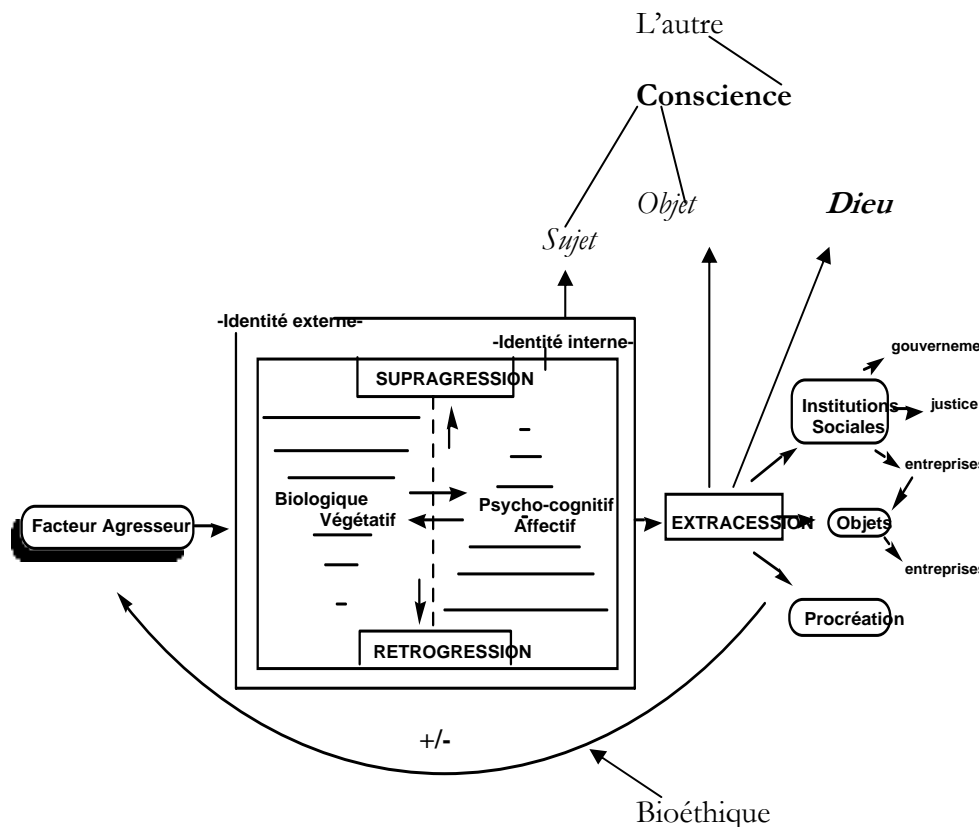 L'autre
Conscience
Objet
Dieu
Sujet
-Identité externe-
-Identité interne-
gouverneme
SUPRAGRESSION
Institutions
Sociales
justice
entreprises
Biologique
Végétatif
Psycho-cognitif
Affectif
Facteur Agresseur
EXTRACESSION
Objets
entreprises
Procréation
RETROGRESSION
+/-
Bioéthique